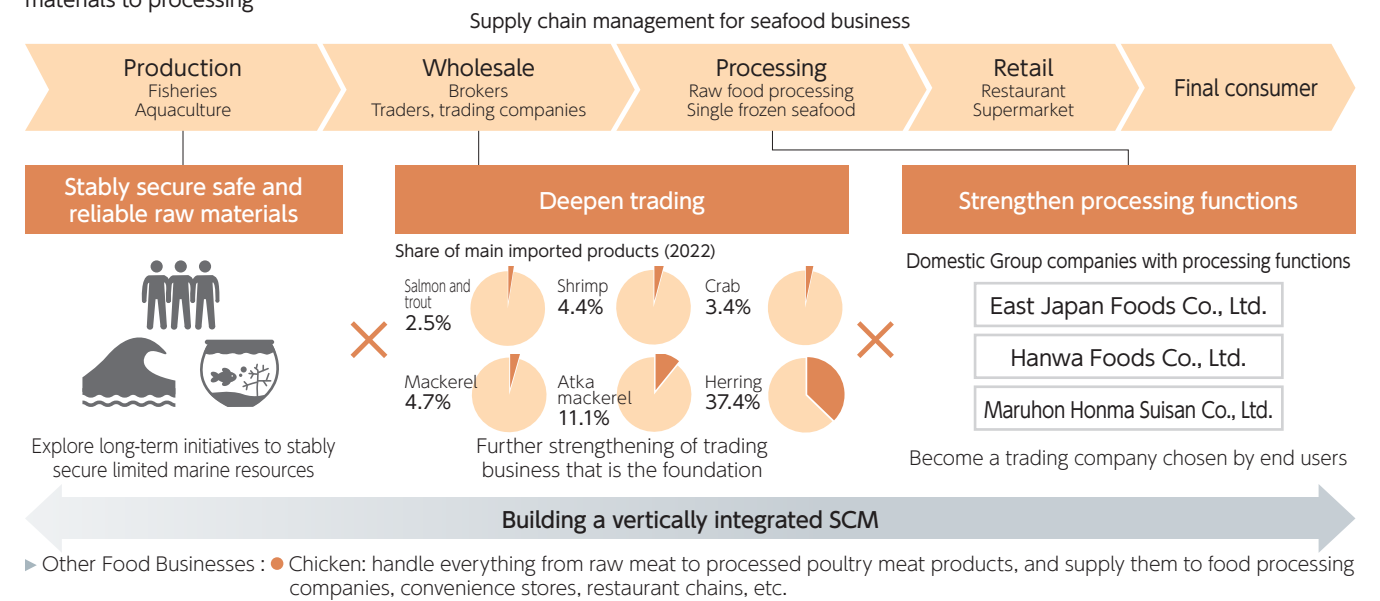 materials to processing
Supply chain management for seafood business
Production
Fisheries
Aquaculture
Wholesale
Brokers
Traders, trading companies
Processing
Raw food processing
Single frozen seafood
Retail
Restaurant
Supermarket
Final consumer
Stably secure safe and
reliable raw materials
Explore long-term initiatives to stably
secure limited marine resources
Deepen trading
Share of main imported products (2022)
Salmon and
trout
2.5%
Shrimp
4.4%
Crab
3.4%
Mackerel
4.7%
Atka
mackerel
11.1%
Herring
37.4%
Further strengthening of trading
business that is the foundation
Strengthen processing functions
Domestic Group companies with processing functions
East Japan Foods Co., Ltd.
Hanwa Foods Co., Ltd.
Maruhon Honma Suisan Co., Ltd.
Become a trading company chosen by end users
Building a vertically integrated SCM
▶ Other Food Businesses : ● Chicken: handle everything from raw meat to processed poultry meat products, and supply them to food processing
companies, convenience stores, restaurant chains, etc.